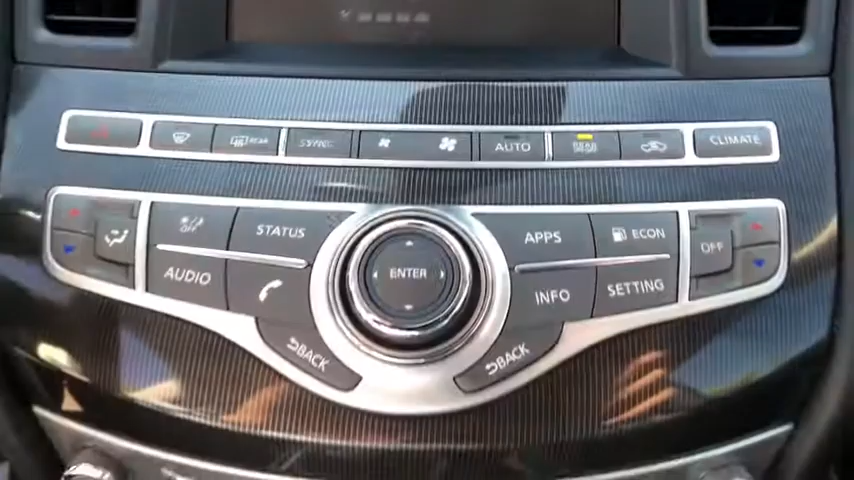 REAR SYNC AUTO REAR CLIMATE
STATUS APPS ECON OFF
AUDIO ENTER INFO SETTING
BACK BACK